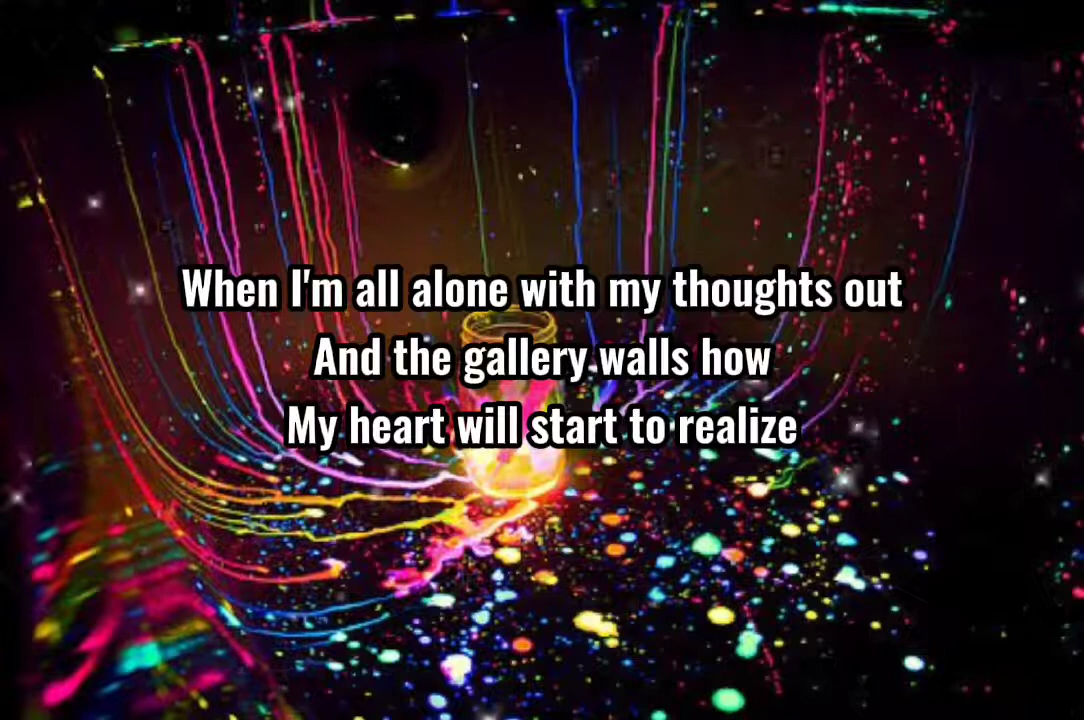 When I'm all alone with my thoughts out
And the gallery walls how
My heart will start to realize